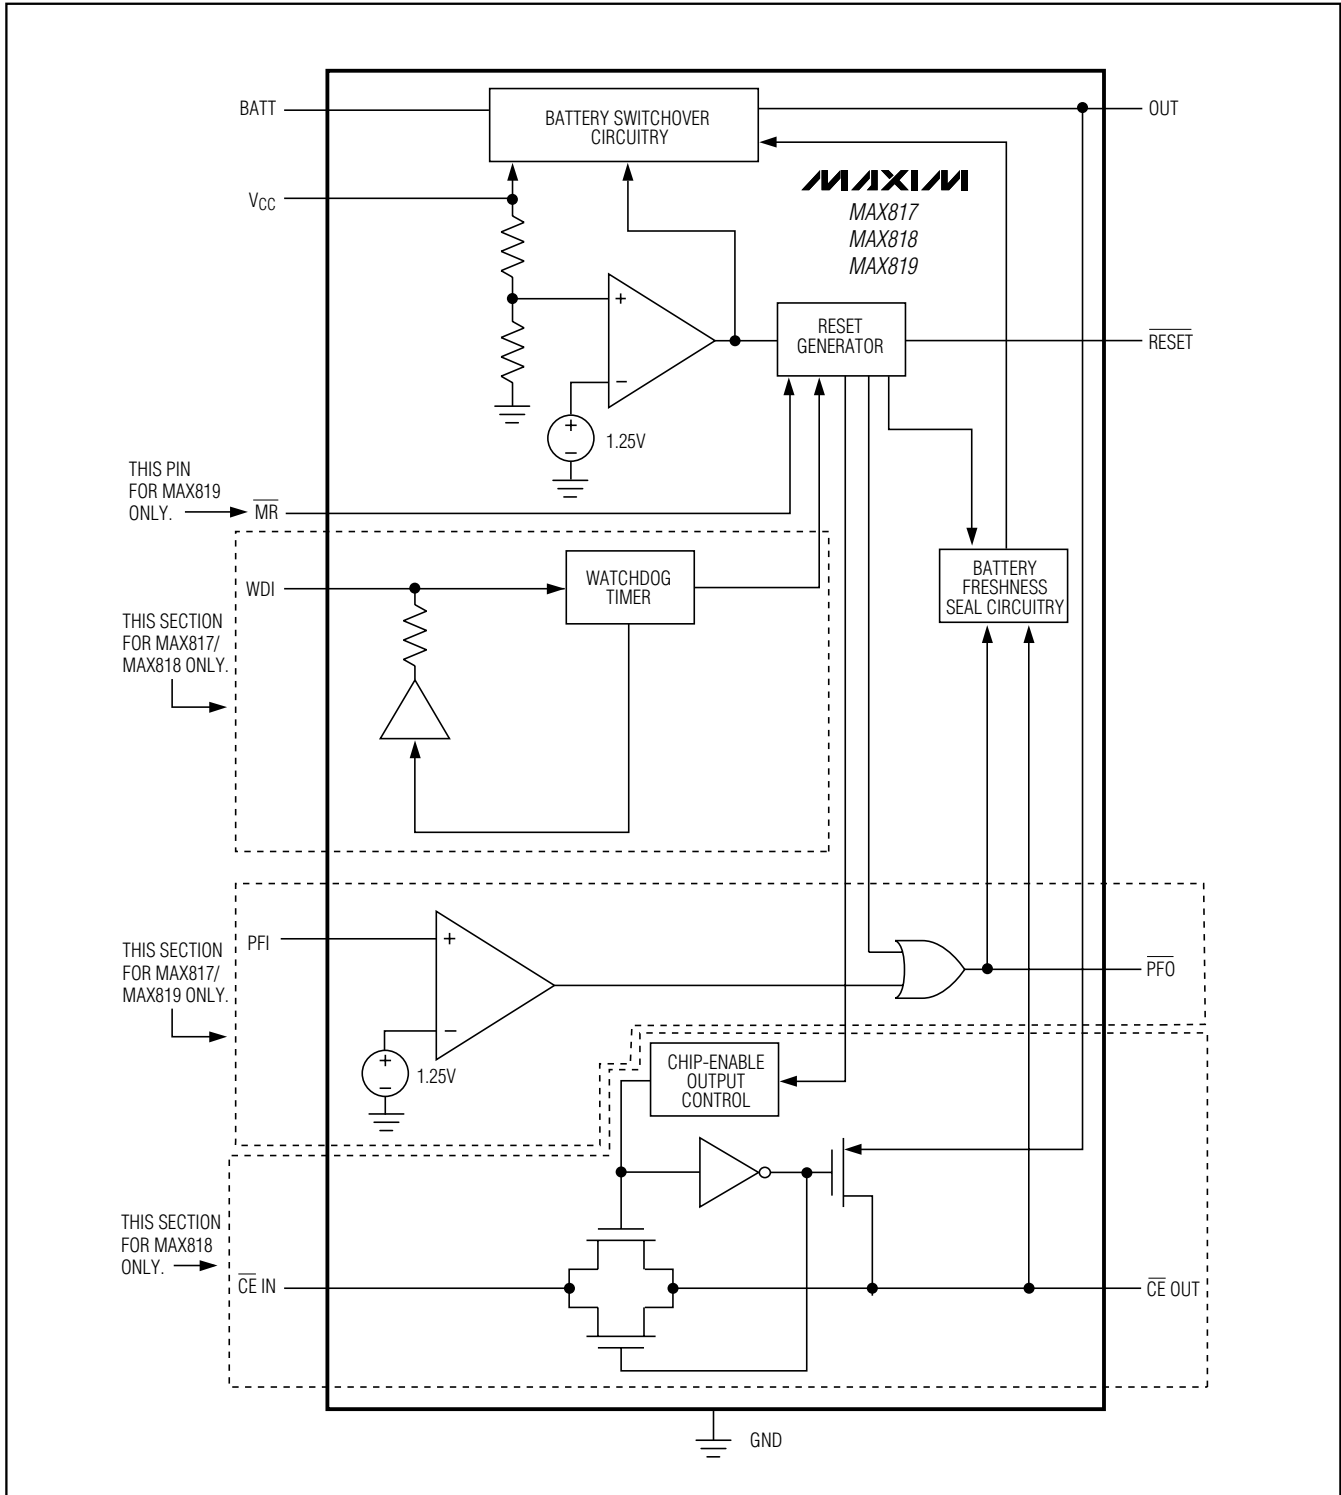 BATT
BATTERY SWITCHOVER
CIRCUITRY
OUT
VCC
MAXIM
MAX817
MAX818
MAX819
+
−
RESET
GENERATOR
RESET
+
−
1.25V
THIS PIN
FOR MAX819
ONLY.
MR
WDI
WATCHDOG
TIMER
BATTERY
FRESHNESS
SEAL CIRCUITRY
THIS SECTION
FOR MAX817/
MAX818 ONLY.
PFI
+
−
THIS SECTION
FOR MAX817/
MAX819 ONLY.
PFO
+
−
1.25V
CHIP-ENABLE
OUTPUT
CONTROL
THIS SECTION
FOR MAX818
ONLY.
CE IN
CE OUT
GND